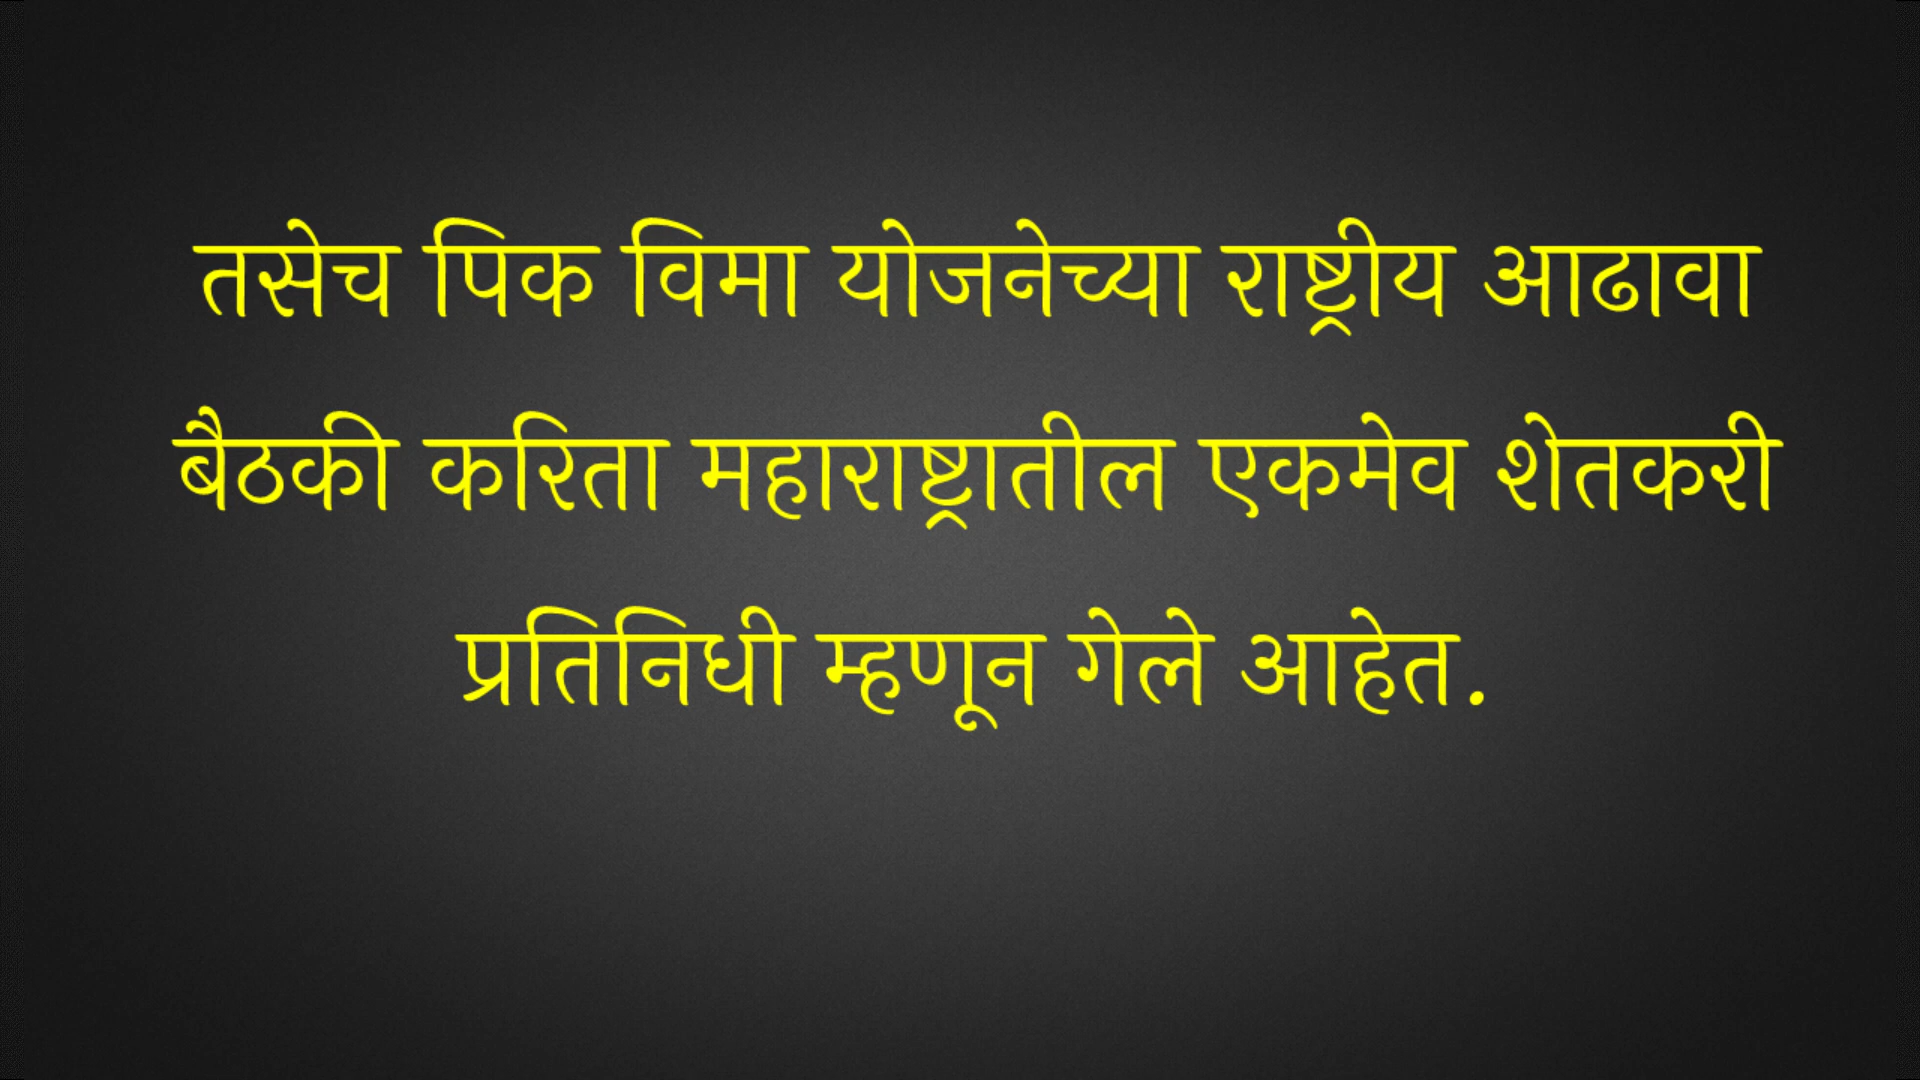 तसेच पिक विमा योजनेच्या राष्ट्रीय आढावा
बैठकी करिता महाराष्ट्रातील एकमेव शेतकरी
प्रतिनिधी म्हणून गेले आहेत.